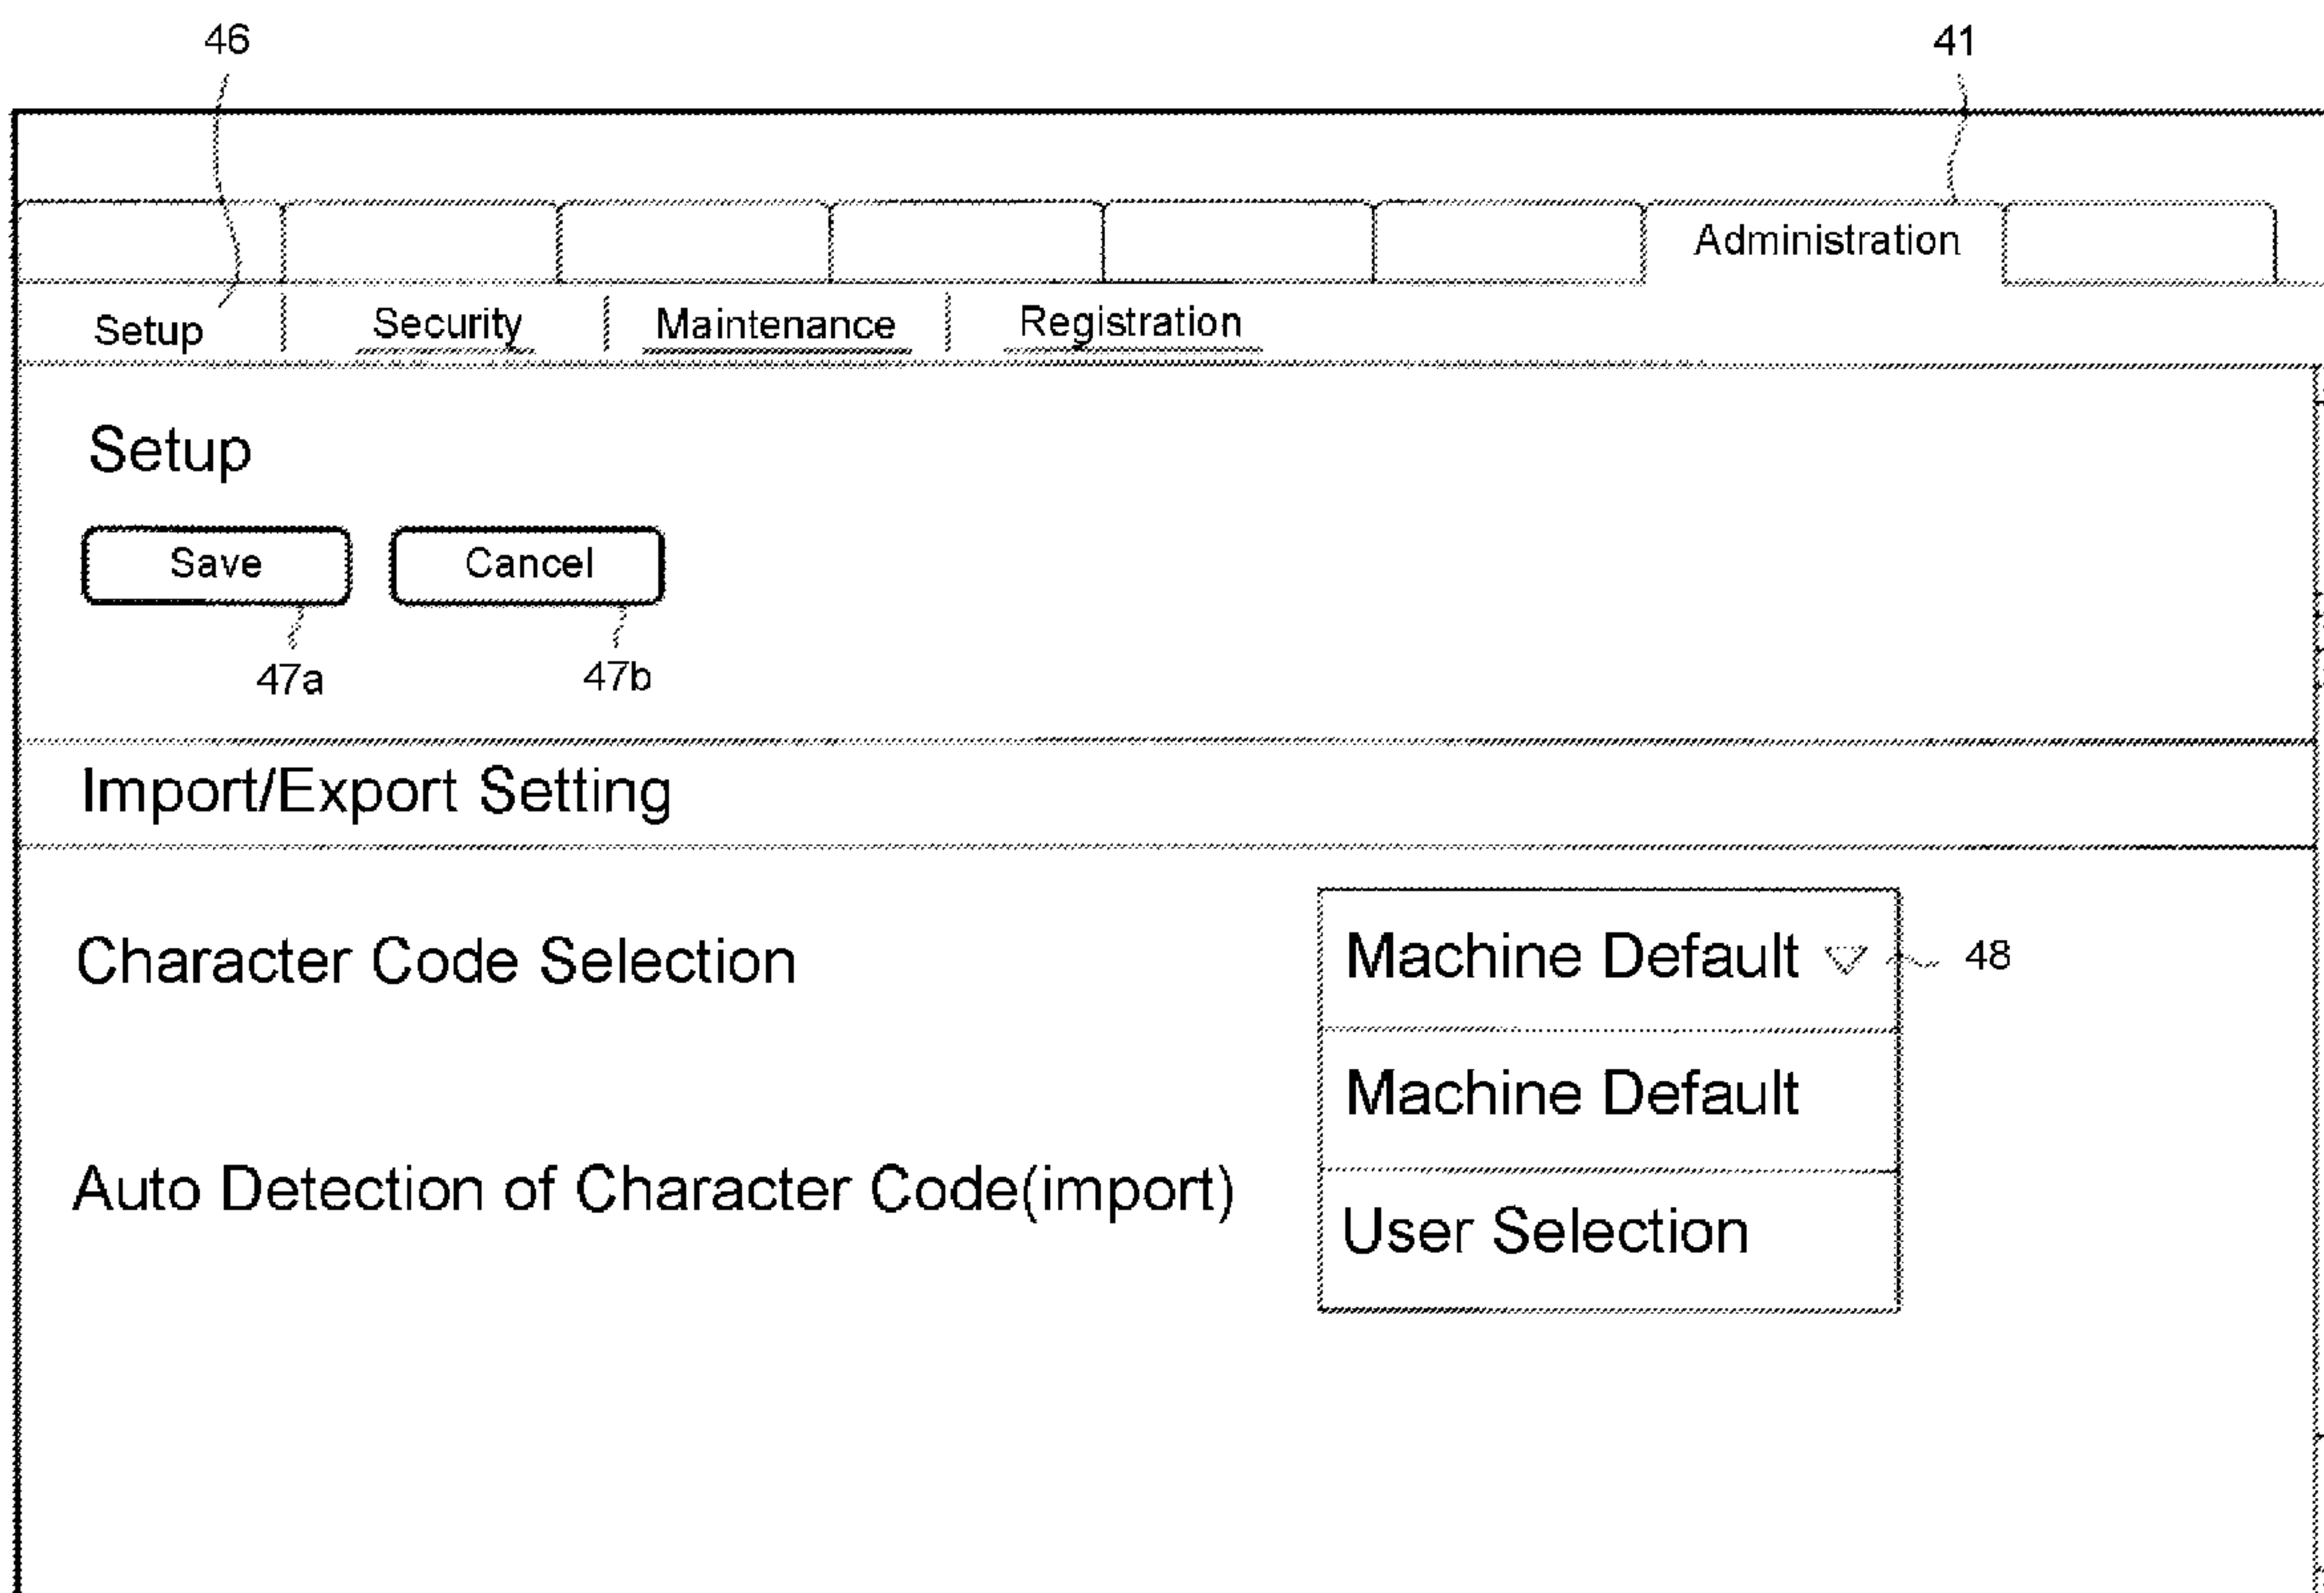 46 41
Administration
Setup Security Maintenance Registration
Setup
Save Cancel
47a 47b
Import/Export Setting
Character Code Selection Machine Default 48
Machine Default
Auto Detection of Character Code(import)
User Selection